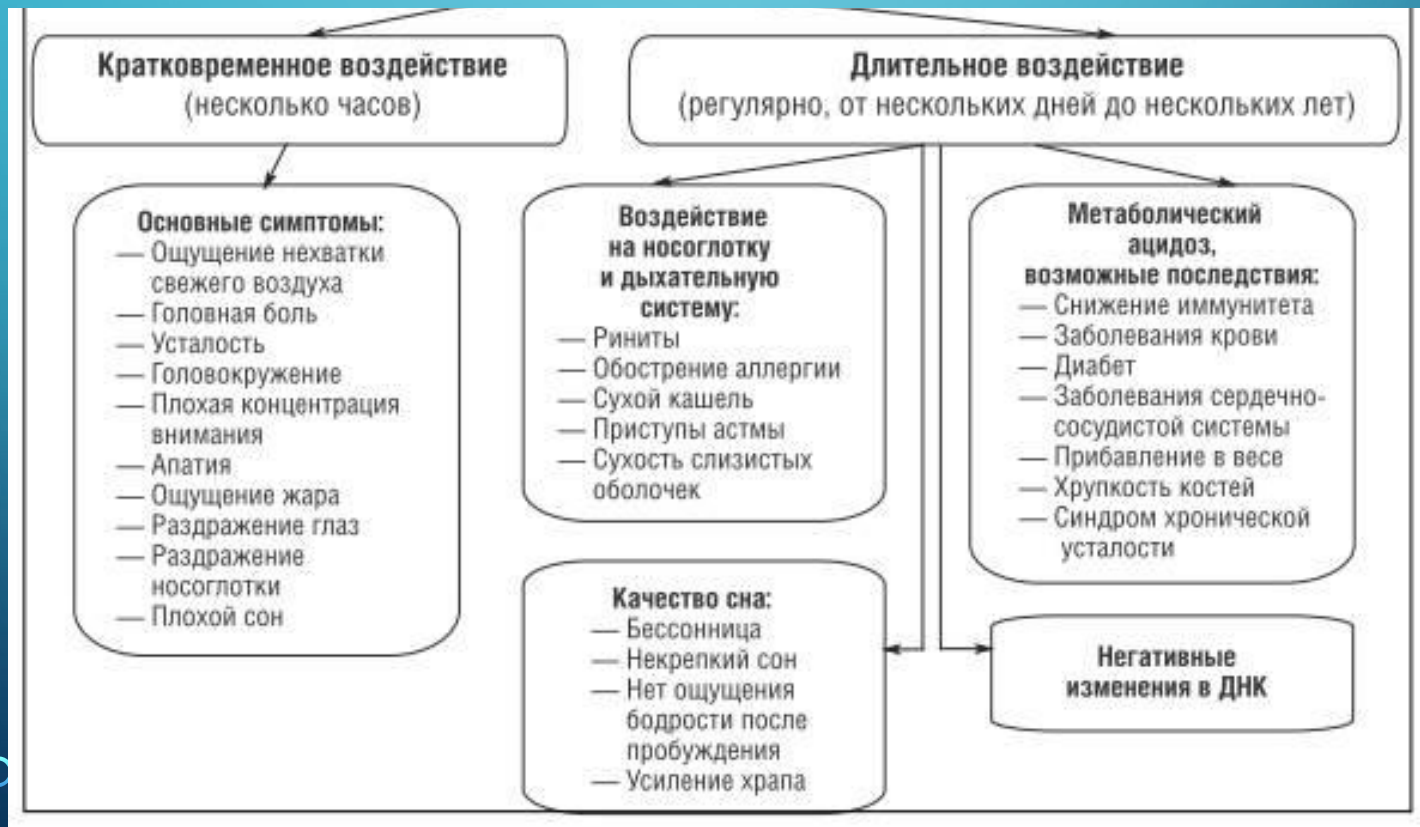 Кратковременное воздействие
(несколько часов)
Длительное воздействие
(регулярно, от нескольких дней до нескольких лет)
Основные симптомы:
— Ощущение нехватки
свежего воздуха
— Головная боль
— Усталость
— Головокружение
— Плохая концентрация
внимания
— Апатия
— Ощущение жара
— Раздражение глаз
— Раздражение
носоглотки
— Плохой сон
Воздействие
на носоглотку
и дыхательную
систему:
— Риниты
— Обострение аллергии
— Сухой кашель
— Приступы астмы
— Сухость слизистых
оболочек
Метаболический
ацидоз,
возможные последствия:
— Снижение иммунитета
— Заболевания крови
— Диабет
— Заболевания сердечно-
сосудистой системы
— Прибавление в весе
— Хрупкость костей
— Синдром хронической
усталости
Качество сна:
— Бессонница
— Некрепкий сон
— Нет ощущения
бодрости после
пробуждения
— Усиление храпа
Негативные
изменения в ДНК